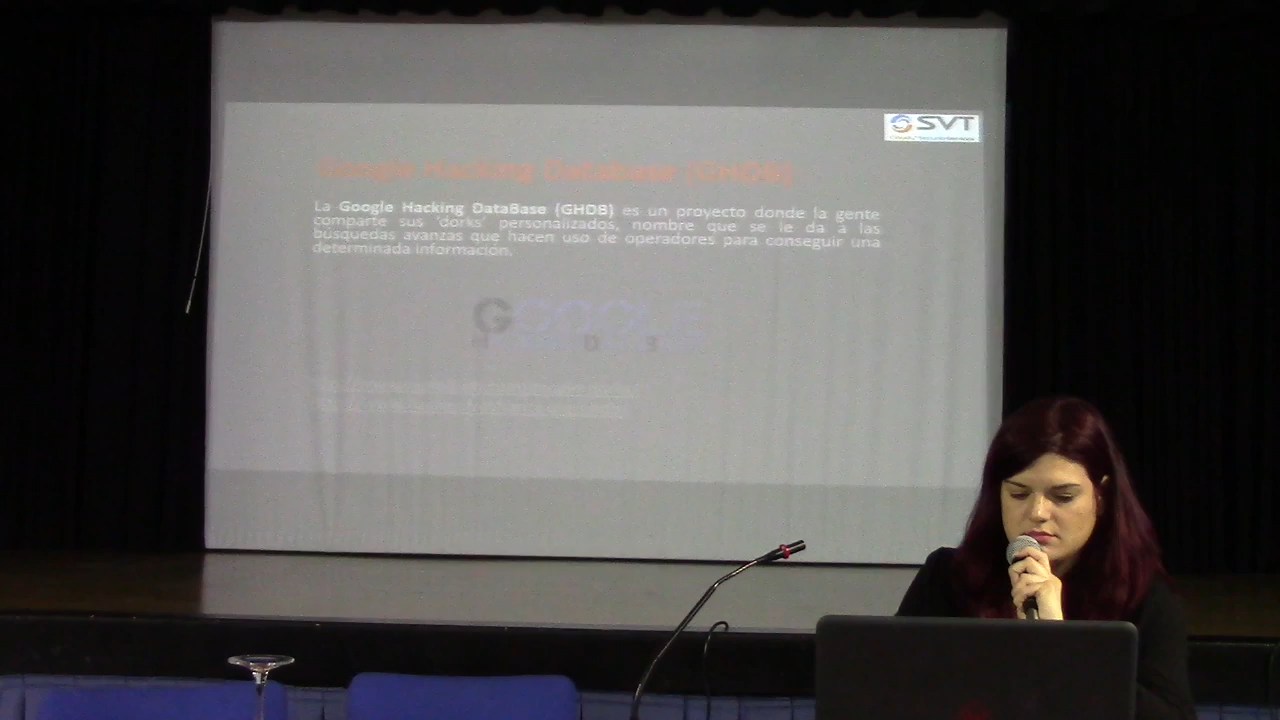 SVT
Google Hacking Database (GHDB)
La Google Hacking DataBase (GHDB) es un proyecto donde la gente
comparte sus 'dorks' personalizados, nombre que se le da a las
búsquedas avanzas que hacen uso de operadores para conseguir una
determinada información.
GOOGLE